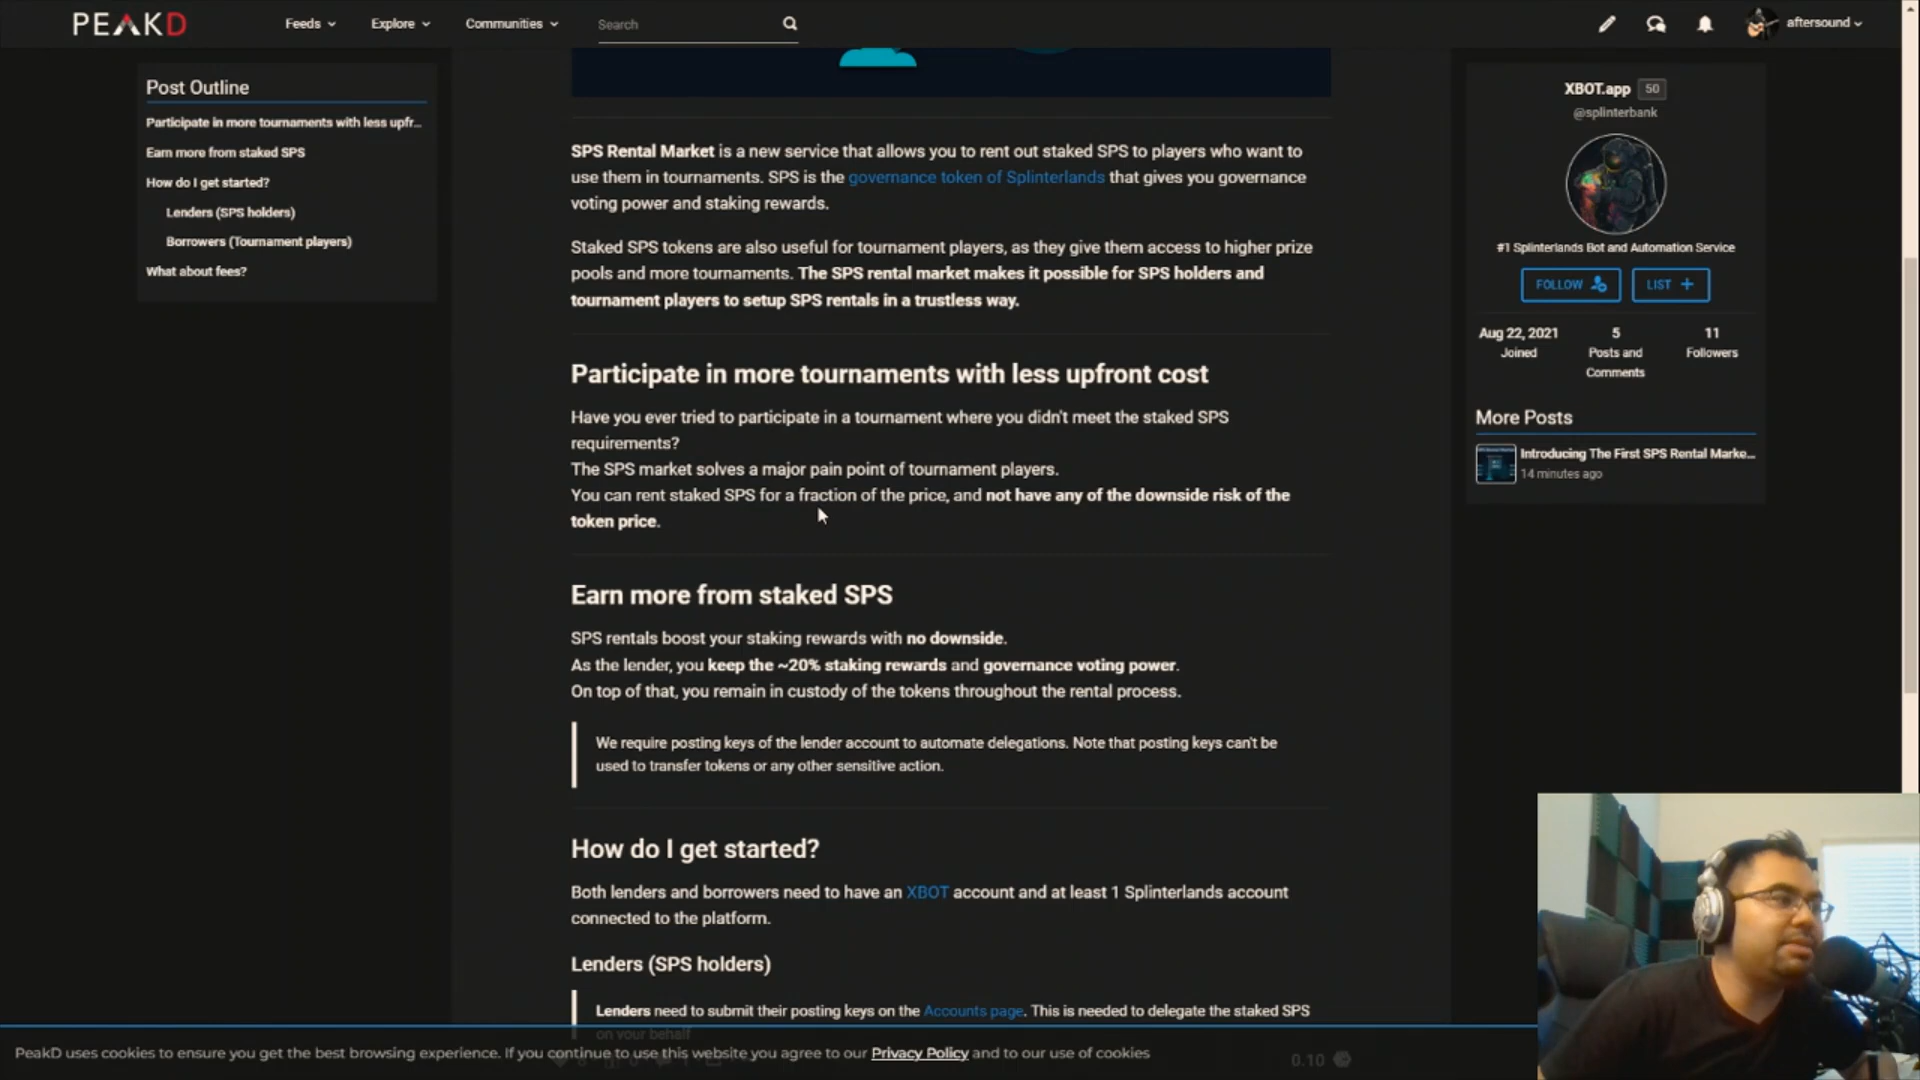 PEAKD
Feeds
Explore
Communities
Search
aftersound
Post Outline
Participate in more tournaments with less upfr...
Earn more from staked SPS
How do I get started?
Lenders (SPS holders)
Borrowers (Tournament players)
What about fees?
SPS Rental Market is a new service that allows you to rent out staked SPS to players who want to
use them in tournaments. SPS is the governance token of Splinterlands that gives you governance
voting power and staking rewards.
Staked SPS tokens are also useful for tournament players, as they give them access to higher prize
pools and more tournaments. The SPS rental market makes it possible for SPS holders and
tournament players to setup SPS rentals in a trustless way.
Participate in more tournaments with less upfront cost
Have you ever tried to participate in a tournament where you didn't meet the staked SPS
requirements?
The SPS market solves a major pain point of tournament players.
You can rent staked SPS for a fraction of the price, and not have any of the downside risk of the
token price.
Earn more from staked SPS
SPS rentals boost your staking rewards with no downside.
As the lender, you keep the ~20% staking rewards and governance voting power.
On top of that, you remain in custody of the tokens throughout the rental process.
We require posting keys of the lender account to automate delegations. Note that posting keys can't be
used to transfer tokens or any other sensitive action.
How do I get started?
Both lenders and borrowers need to have an XBOT account and at least 1 Splinterlands account
connected to the platform.
Lenders (SPS holders)
Lenders need to submit their posting keys on the Accounts page. This is needed to delegate the staked SPS
on your behalf
XBOT.app 50
@splinterbank
#1 Splinterlands Bot and Automation Service
FOLLOW
LIST
Aug 22, 2021
Joined
5
Posts and
Comments
11
Followers
More Posts
Introducing The First SPS Rental Marke...
14 minutes ago
PeakD uses cookies to ensure you get the best browsing experience. If you continue to use this website you agree to our Privacy Policy and to our use of cookies
0.10